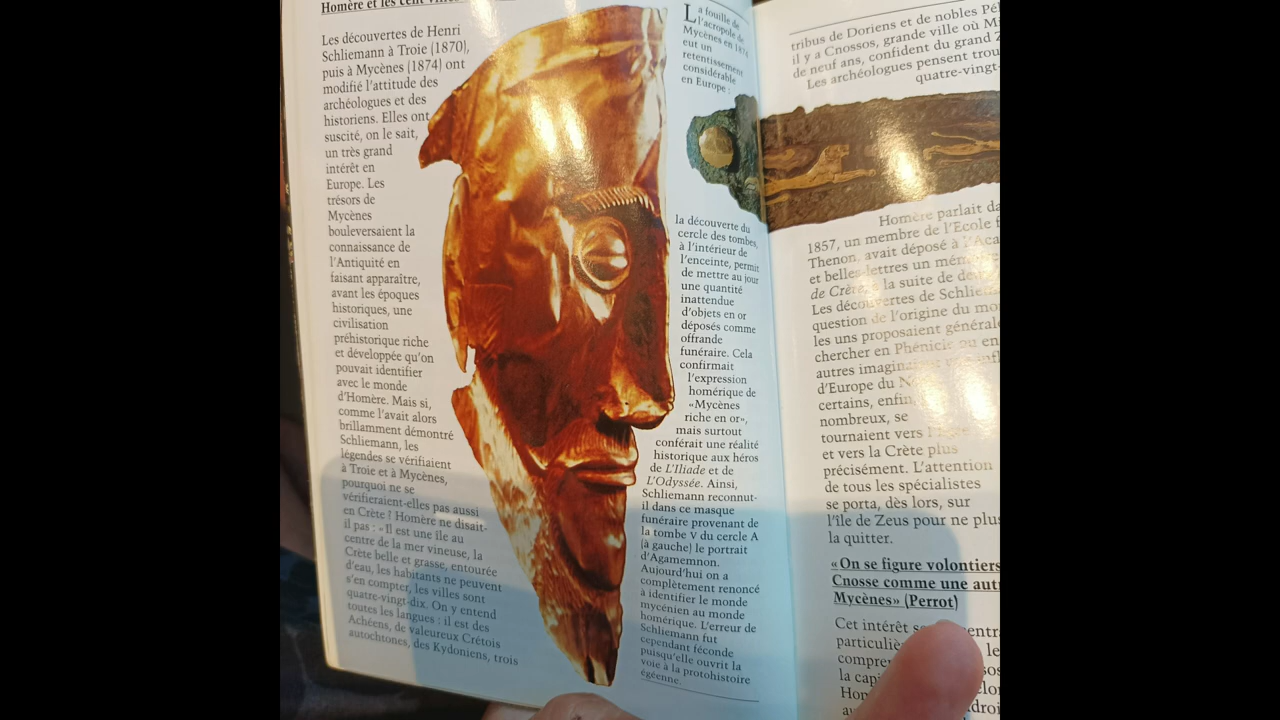 Homère et les cent
Les découvertes de Henri
Schliemann à Troie (1870),
puis à Mycènes (1874) ont
modifié l'attitude des
archéologues et des
historiens. Elles ont
suscité, on le sait,
un très grand
intérêt en
Europe. Les
trésors de
Mycènes
bouleversaient la
connaissance de
l'Antiquité en
faisant apparaître,
avant les époques
historiques, une
civilisation
préhistorique riche
et développée qu'on
pouvait identifier
avec le monde
d'Homère. Mais si,
comme l'avait alors
brillamment démontré
Schliemann, les
légendes se vérifiaient
à Troie et à Mycènes,
pourquoi ne se
vérifieraient-elles pas aussi
en Crète ? Homère ne disait-
il pas : «Il est une île au
centre de la mer vineuse, la
Crète belle et grasse, entourée
d'eau, les habitants ne peuvent
s'en compter, les villes sont
quatre-vingt-dix. On y entend
toutes les langues : il est des
Achéens, de valeureux Crétois
autochtones, des Kydoniens, trois
La fouille de
l'acropole de
Mycènes en 1874
eut un
retentissement
considérable
en Europe :
la découverte du
cercle des tombes,
à l'intérieur de
l'enceinte, permit
de mettre au jour
une quantité
inattendue
d'objets en or
déposés comme
offrande
funéraire. Cela
confirmait
l'expression
homérique de
«Mycènes
riche en or»,
mais surtout
conférait une réalité
historique aux héros
de L'Iliade et de
L'Odyssée. Ainsi,
Schliemann reconnut-
il dans ce masque
funéraire provenant de
la tombe V du cercle A
(à gauche) le portrait
d'Agamemnon.
Aujourd'hui on a
complètement renoncé
à identifier le monde
mycénien au monde
homérique. L'erreur de
Schliemann fut
cependant féconde
puisqu'elle ouvrit la
voie à la protohistoire
égéenne.
tribus de Doriens et de nobles
il y a Cnossos, grande ville où
de neuf ans, confident du grand
Les archéologues pensent
quatre-vingt-
Homère parlait
1857, un membre de l'Ecole
Thenon, avait déposé à
et belles-lettres un
de Crète, à la suite de
Les découvertes de
question de l'origine du
les uns proposaient
chercher en Phénicie ou en
autres
d'Europe du
certains, enfin,
nombreux, se
tournaient vers
et vers la Crète plus
précisément. L'attention
de tous les spécialistes
se porta, dès lors, sur
l'île de Zeus pour ne plus
la quitter.
«On se figure volontiers
Cnosse comme une
Mycènes» (Perrot)
Cet intérêt
la